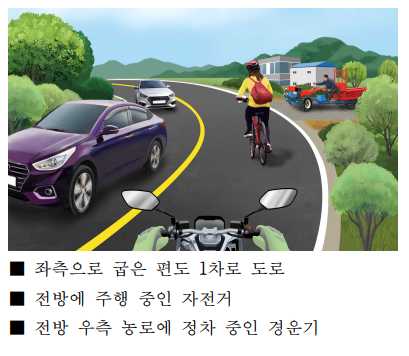 ■ 좌측으로 굽은 편도 1차로 도로
■ 전방에 주행 중인 자전거
■ 전방 우측 농로에 정차 중인 경운기